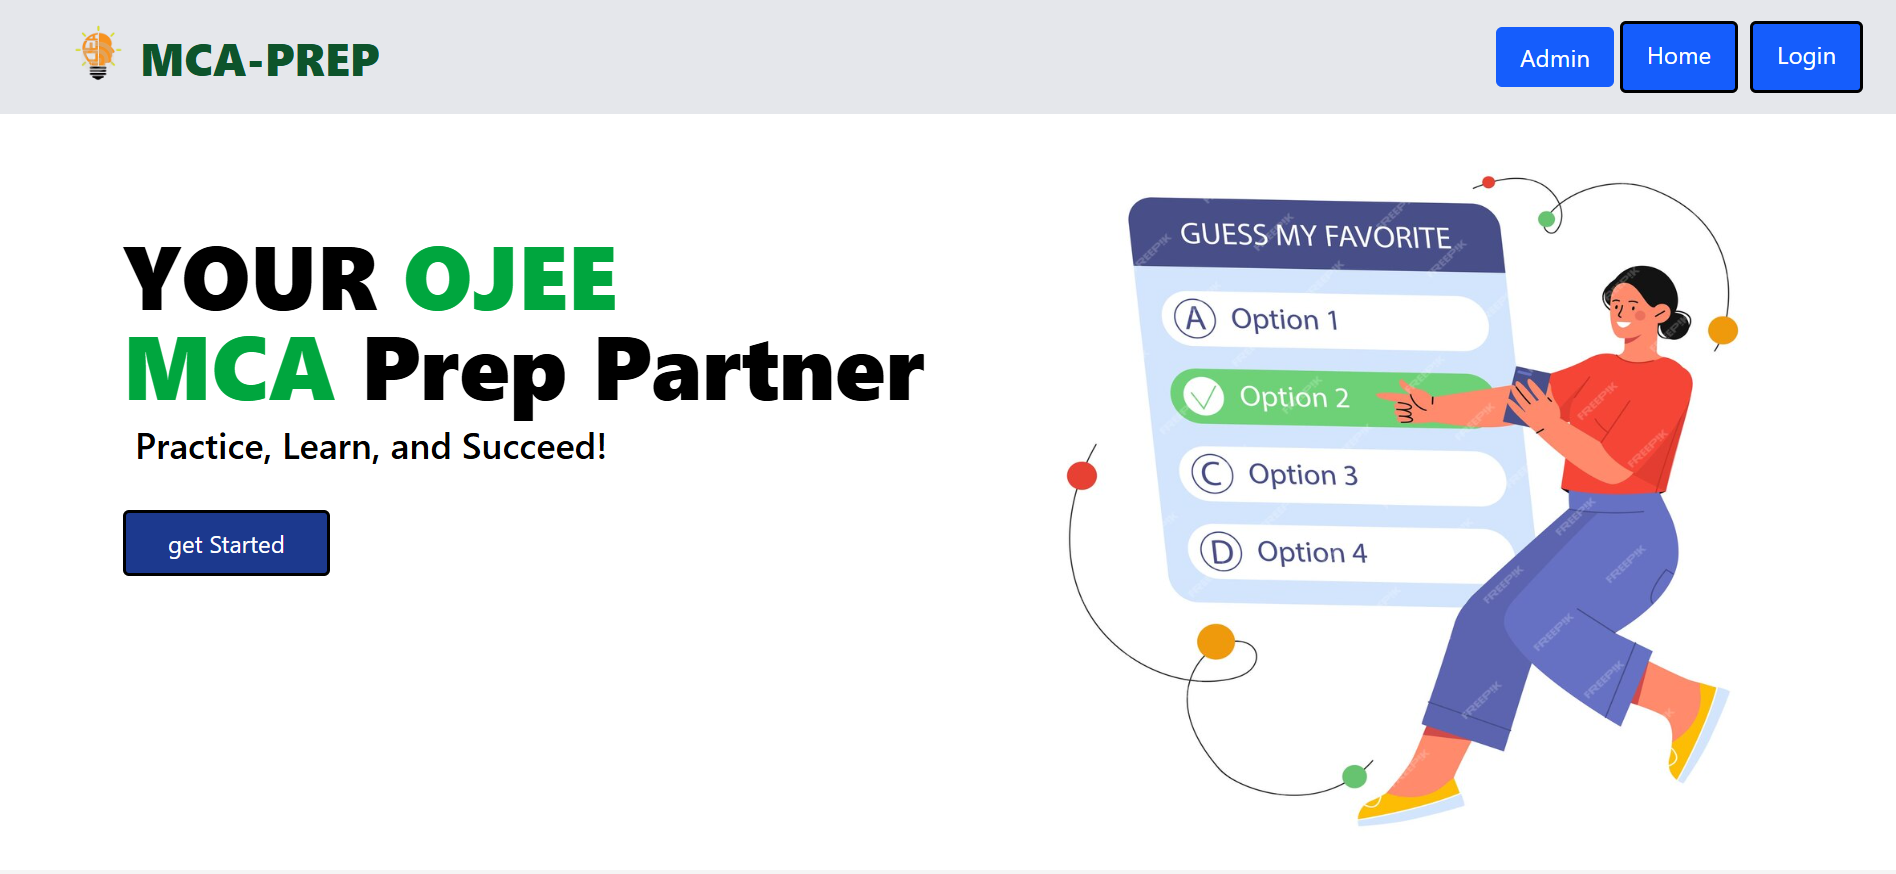 MCA-PREP
Admin
Home
Login
YOUR OJEE
MCA Prep Partner
Practice, Learn, and Succeed!
get Started
GUESS MY FAVORITE
A Option 1
Option 2
C Option 3
D Option 4
FREEPIK